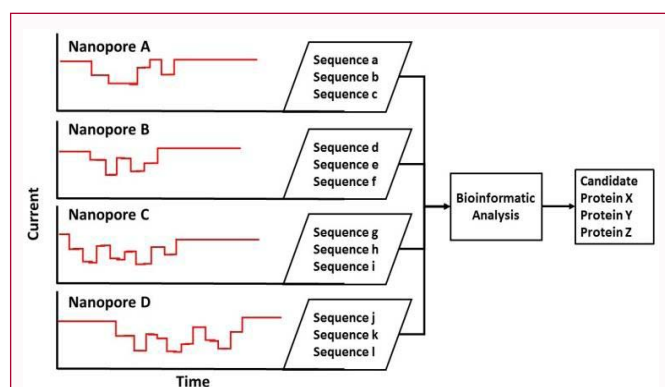 Nanopore A
Sequence a
Sequence b
Sequence c
Nanopore B
Sequence d
Sequence e
Sequence f
Nanopore C
Sequence g
Sequence h
Sequence i
Nanopore D
Sequence j
Sequence k
Sequence l
Current
Time
Bioinformatic
Analysis
Candidate
Protein X
Protein Y
Protein Z